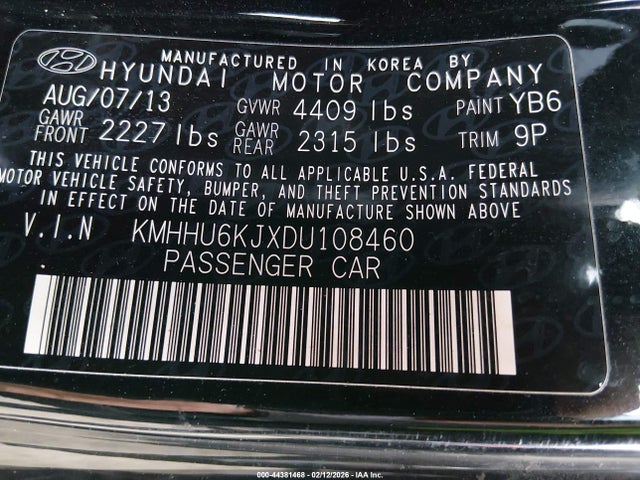 MANUFACTURED IN KOREA BY
HYUNDAI MOTOR COMPANY
AUG/07/13 GVWR 4409 lbs PAINT YB6
GAWR FRONT 2227 lbs GAWR REAR 2315 lbs TRIM 9P
THIS VEHICLE CONFORMS TO ALL APPLICABLE U.S.A. FEDERAL
MOTOR VEHICLE SAFETY, BUMPER, AND THEFT PREVENTION STANDARDS
IN EFFECT ON THE DATE OF MANUFACTURE SHOWN ABOVE
V.I.N KMHHU6KJXDU108460
PASSENGER CAR
000-44381468 - 02/12/2026 - IAA Inc.